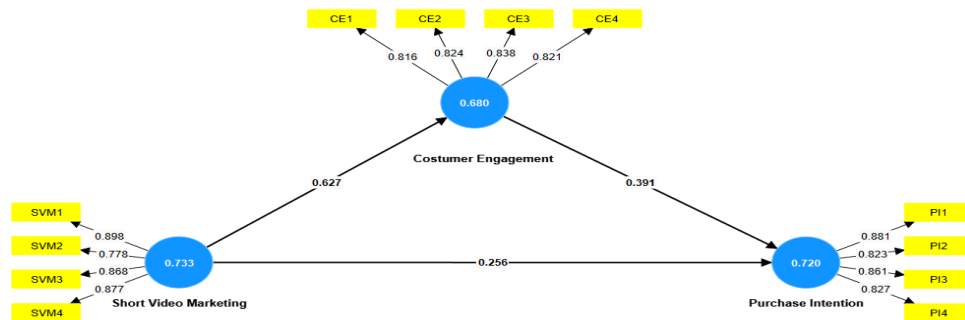 CE1 CE2 CE3 CE4
0.816 0.824 0.838 0.821
0.680
Costumer Engagement
0.627 0.391
SVM1
SVM2
SVM3
SVM4
0.898
0.778
0.868
0.877
0.733
Short Video Marketing
0.256
0.720
Purchase Intention
0.881
0.823
0.861
0.827
PI1
PI2
PI3
PI4